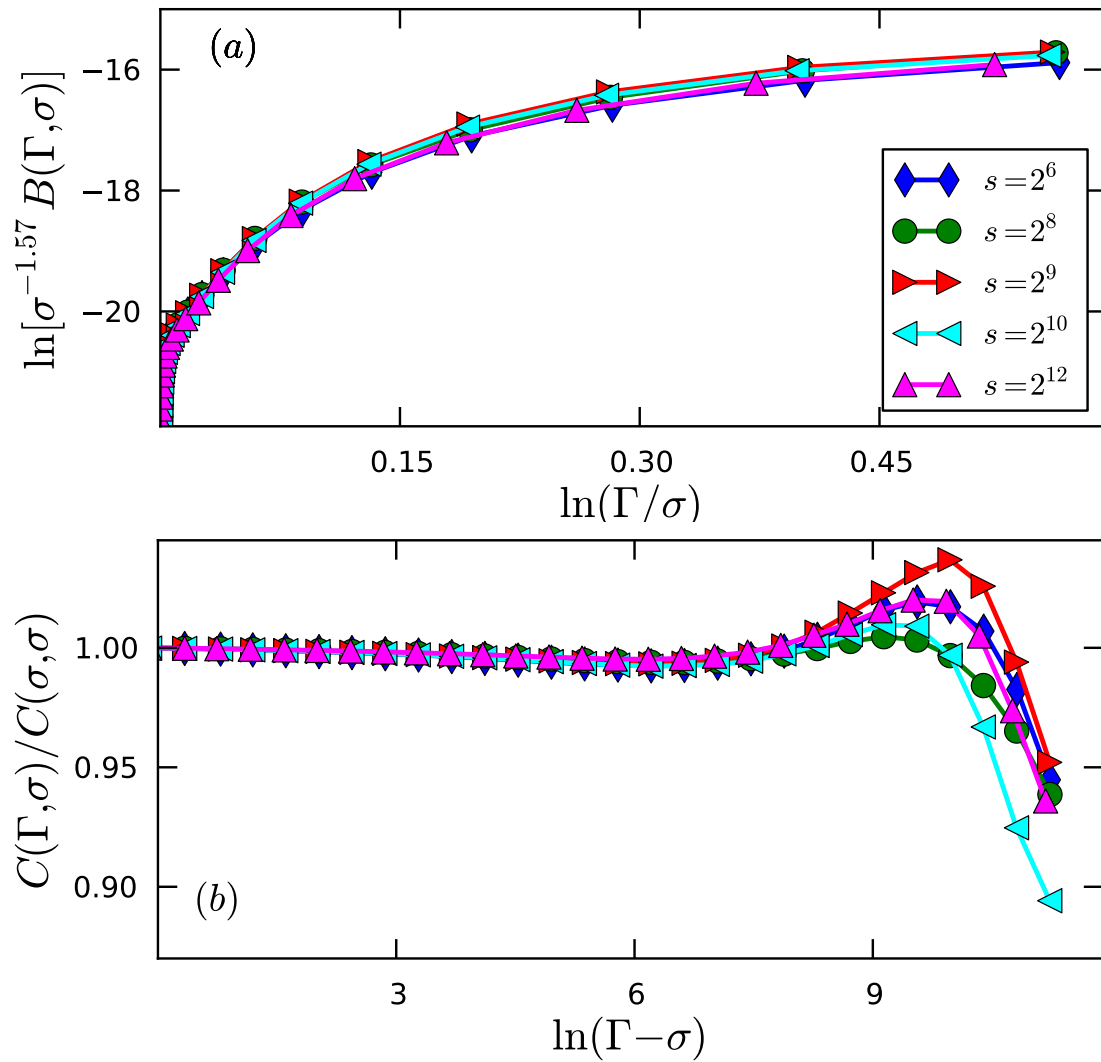 (a)
ln[σ^{−1.57} B(Γ,σ)]
−16
−18
−20
s=2^6
s=2^8
s=2^9
s=2^{10}
s=2^{12}
0.15 0.30 0.45
ln(Γ/σ)
C(Γ,σ)/C(σ,σ)
1.00
0.95
0.90
(b)
3 6 9
ln(Γ−σ)